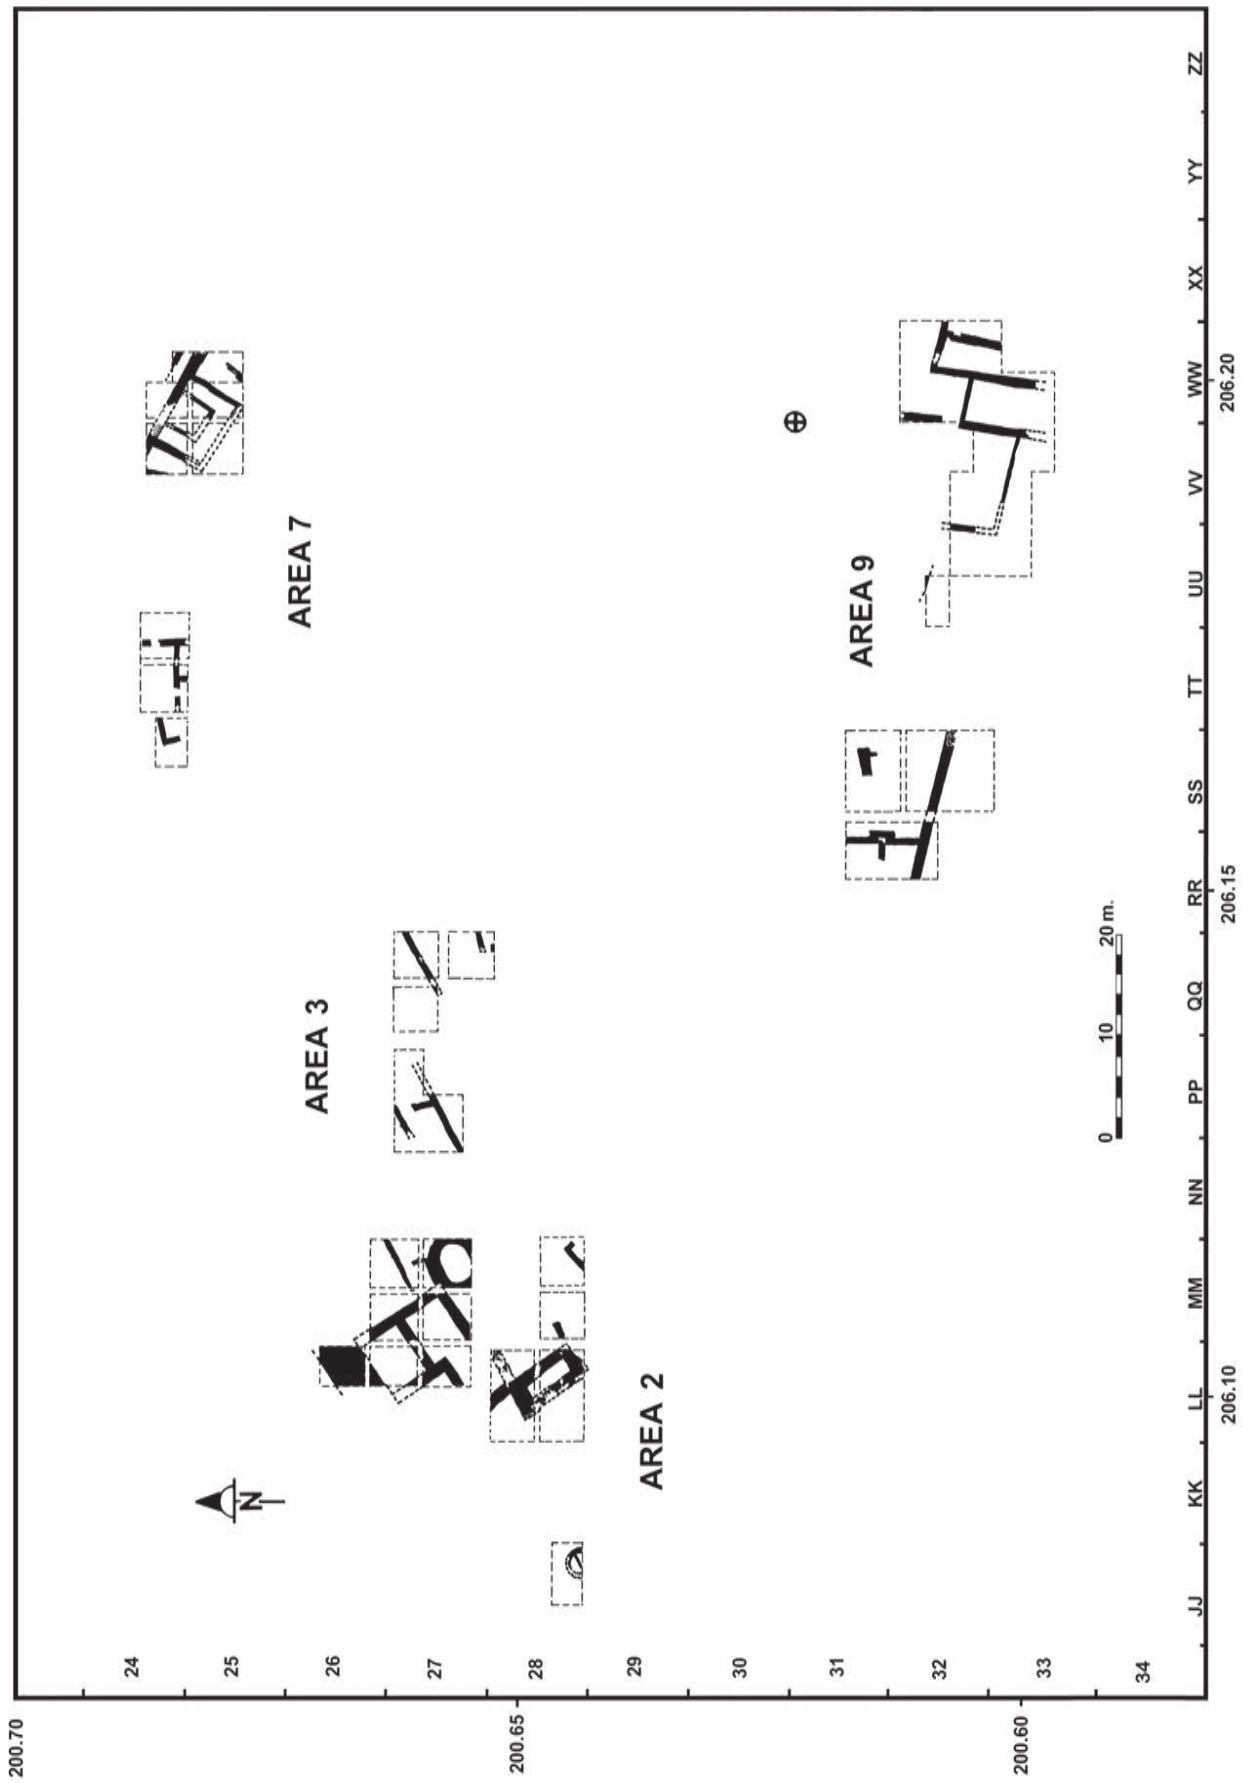 200.70
200.65
200.60
24
25
26
27
28
29
30
31
32
33
34
JJ
KK
LL
MM
NN
PP
QQ
RR
SS
TT
UU
VV
WW
XX
YY
ZZ
206.10
206.15
206.20
N
AREA 2
AREA 3
AREA 7
AREA 9
0 10 20 m.